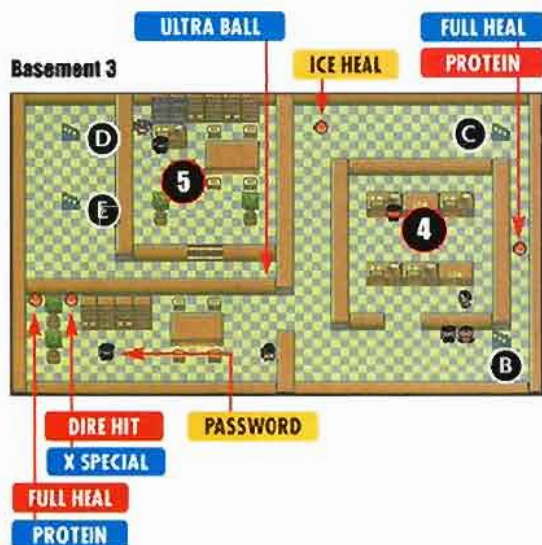 ULTRA BALL
FULL HEAL
Basement 3
ICE HEAL
PROTEIN
D
C
5
E
4
B
DIRE HIT
PASSWORD
X SPECIAL
FULL HEAL
PROTEIN